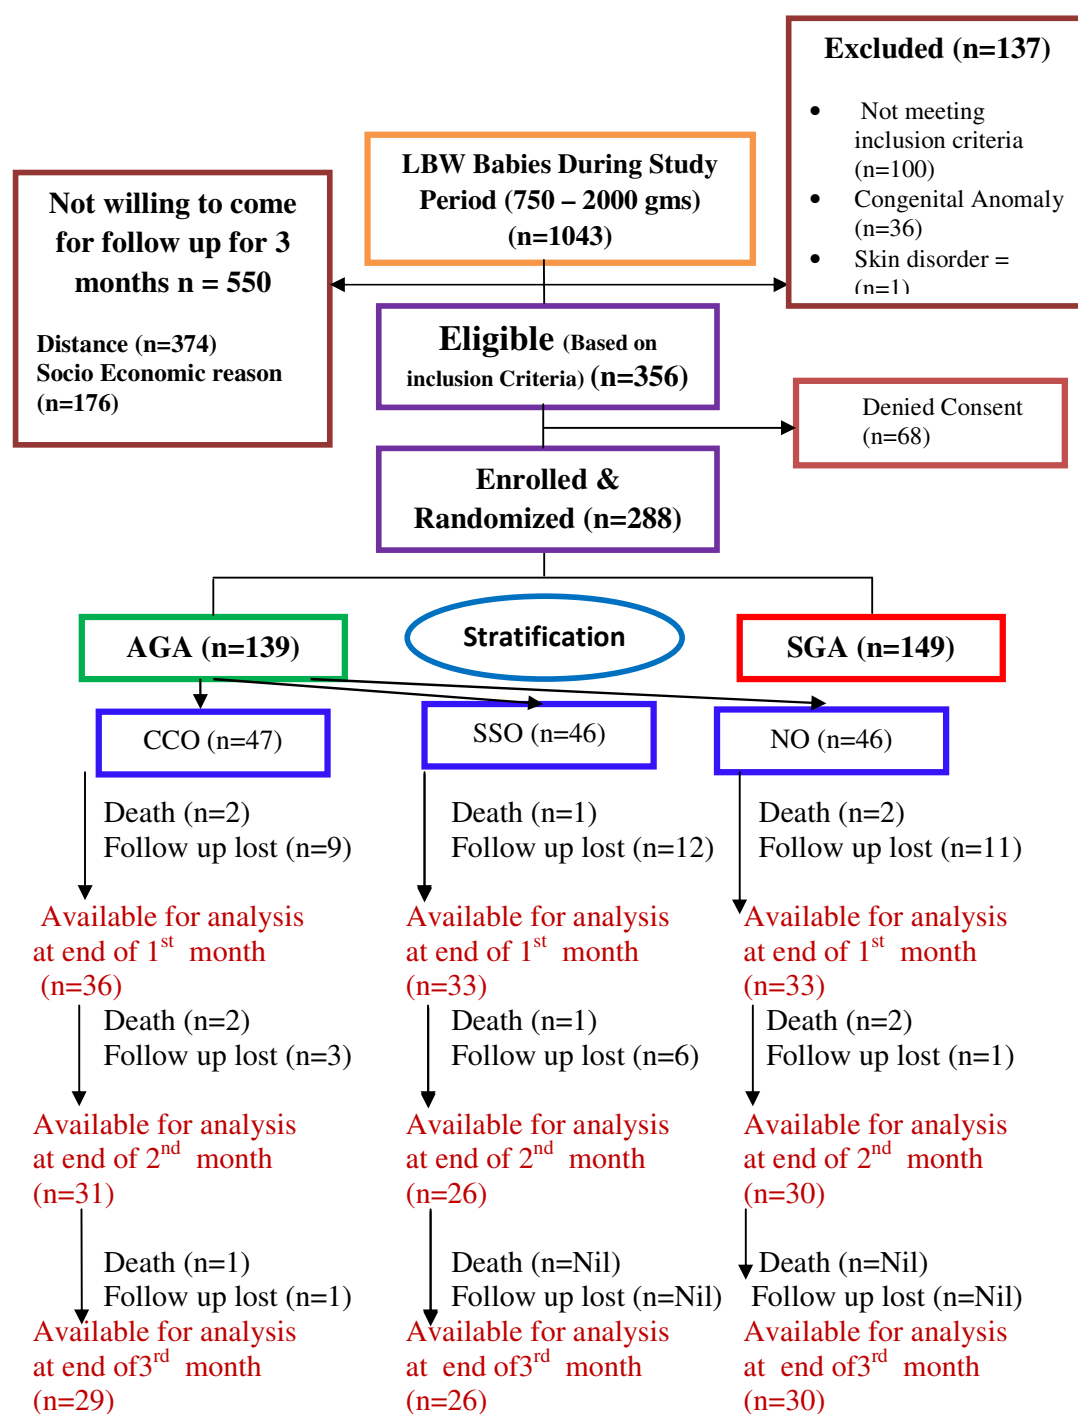 Excluded (n=137)
• Not meeting
inclusion criteria
(n=100)
• Congenital Anomaly
(n=36)
• Skin disorder =
(n=1)
LBW Babies During Study
Period (750 – 2000 gms)
(n=1043)
Not willing to come
for follow up for 3
months n = 550
Distance (n=374)
Socio Economic reason
(n=176)
Eligible (Based on
inclusion Criteria) (n=356)
Denied Consent
(n=68)
Enrolled &
Randomized (n=288)
AGA (n=139)
Stratification
SGA (n=149)
CCO (n=47)
SSO (n=46)
NO (n=46)
Death (n=2)
Follow up lost (n=9)
Death (n=1)
Follow up lost (n=12)
Death (n=2)
Follow up lost (n=11)
Available for analysis
at end of 1st month
(n=36)
Available for analysis
at end of 1st month
(n=33)
Available for analysis
at end of 1st month
(n=33)
Death (n=2)
Follow up lost (n=3)
Death (n=1)
Follow up lost (n=6)
Death (n=2)
Follow up lost (n=1)
Available for analysis
at end of 2nd month
(n=31)
Available for analysis
at end of 2nd month
(n=26)
Available for analysis
at end of 2nd month
(n=30)
Death (n=1)
Follow up lost (n=1)
Death (n=Nil)
Follow up lost (n=Nil)
Death (n=Nil)
Follow up lost (n=Nil)
Available for analysis
at end of3rd month
(n=29)
Available for analysis
at end of3rd month
(n=26)
Available for analysis
at end of3rd month
(n=30)